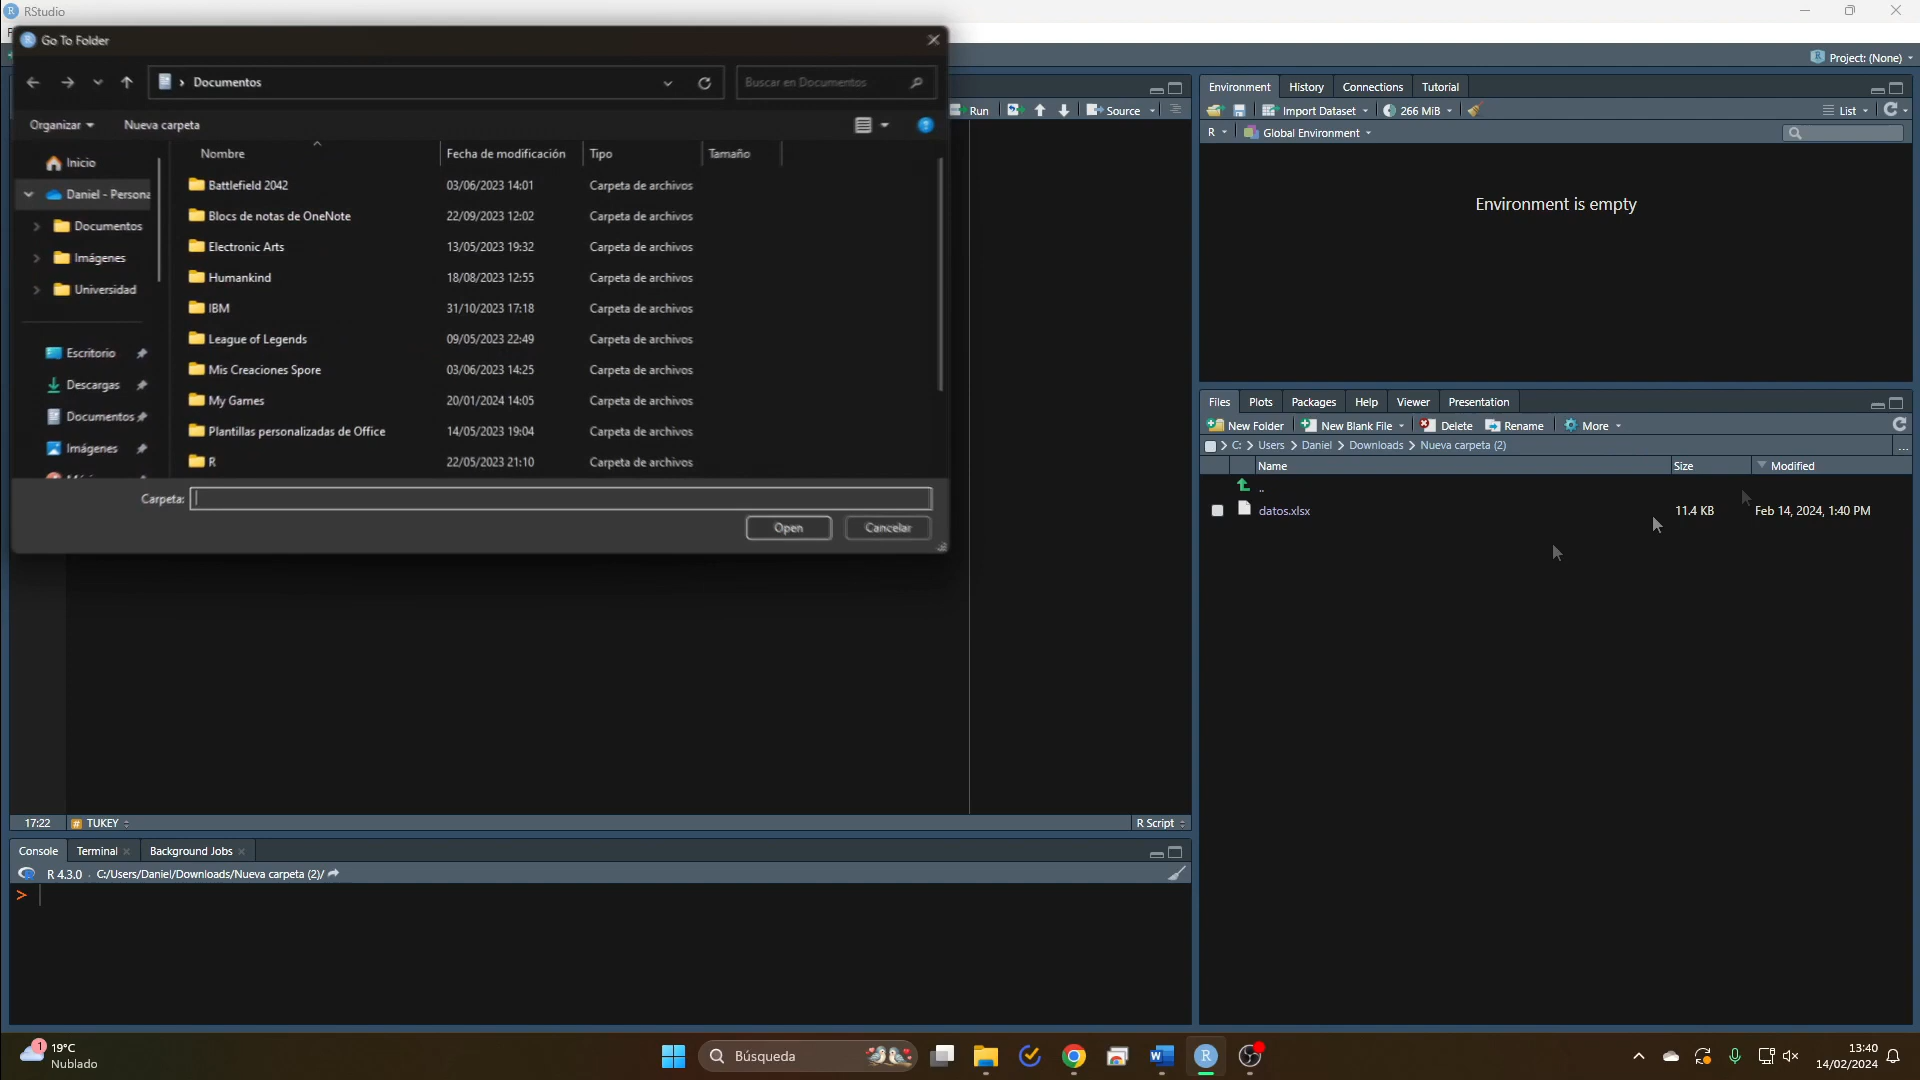 RStudio
Go To Folder
Documentos
Buscar en Documentos
Organizar
Nueva carpeta
Nombre
Fecha de modificación
Tipo
Tamaño
Inicio
Daniel - Persona
Documentos
Imágenes
Universidad
Escritorio
Descargas
Documentos
Imágenes
Battlefield 2042 03/06/2023 14:01 Carpeta de archivos
Blocs de notas de OneNote 22/09/2023 12:02 Carpeta de archivos
Electronic Arts 13/05/2023 19:32 Carpeta de archivos
Humankind 18/08/2023 12:55 Carpeta de archivos
IBM 31/10/2023 17:18 Carpeta de archivos
League of Legends 09/05/2023 22:49 Carpeta de archivos
Mis Creaciones Spore 03/06/2023 14:25 Carpeta de archivos
My Games 20/01/2024 14:05 Carpeta de archivos
Plantillas personalizadas de Office 14/05/2023 19:04 Carpeta de archivos
R 22/05/2023 21:10 Carpeta de archivos
Carpeta:
Open Cancelar
Run Source
17:22 # TUKEY R Script
Console Terminal Background Jobs
R 4.3.0 · C:/Users/Daniel/Downloads/Nueva carpeta (2)/
>
Project: (None)
Environment History Connections Tutorial
Import Dataset 266 MiB List
R Global Environment
Environment is empty
Files Plots Packages Help Viewer Presentation
New Folder New Blank File Delete Rename More
C: > Users > Daniel > Downloads > Nueva carpeta (2) ...
Name Size Modified
..
datos.xlsx 11.4 KB Feb 14, 2024, 1:40 PM
1
19°C
Nublado
Búsqueda
13:40
14/02/2024